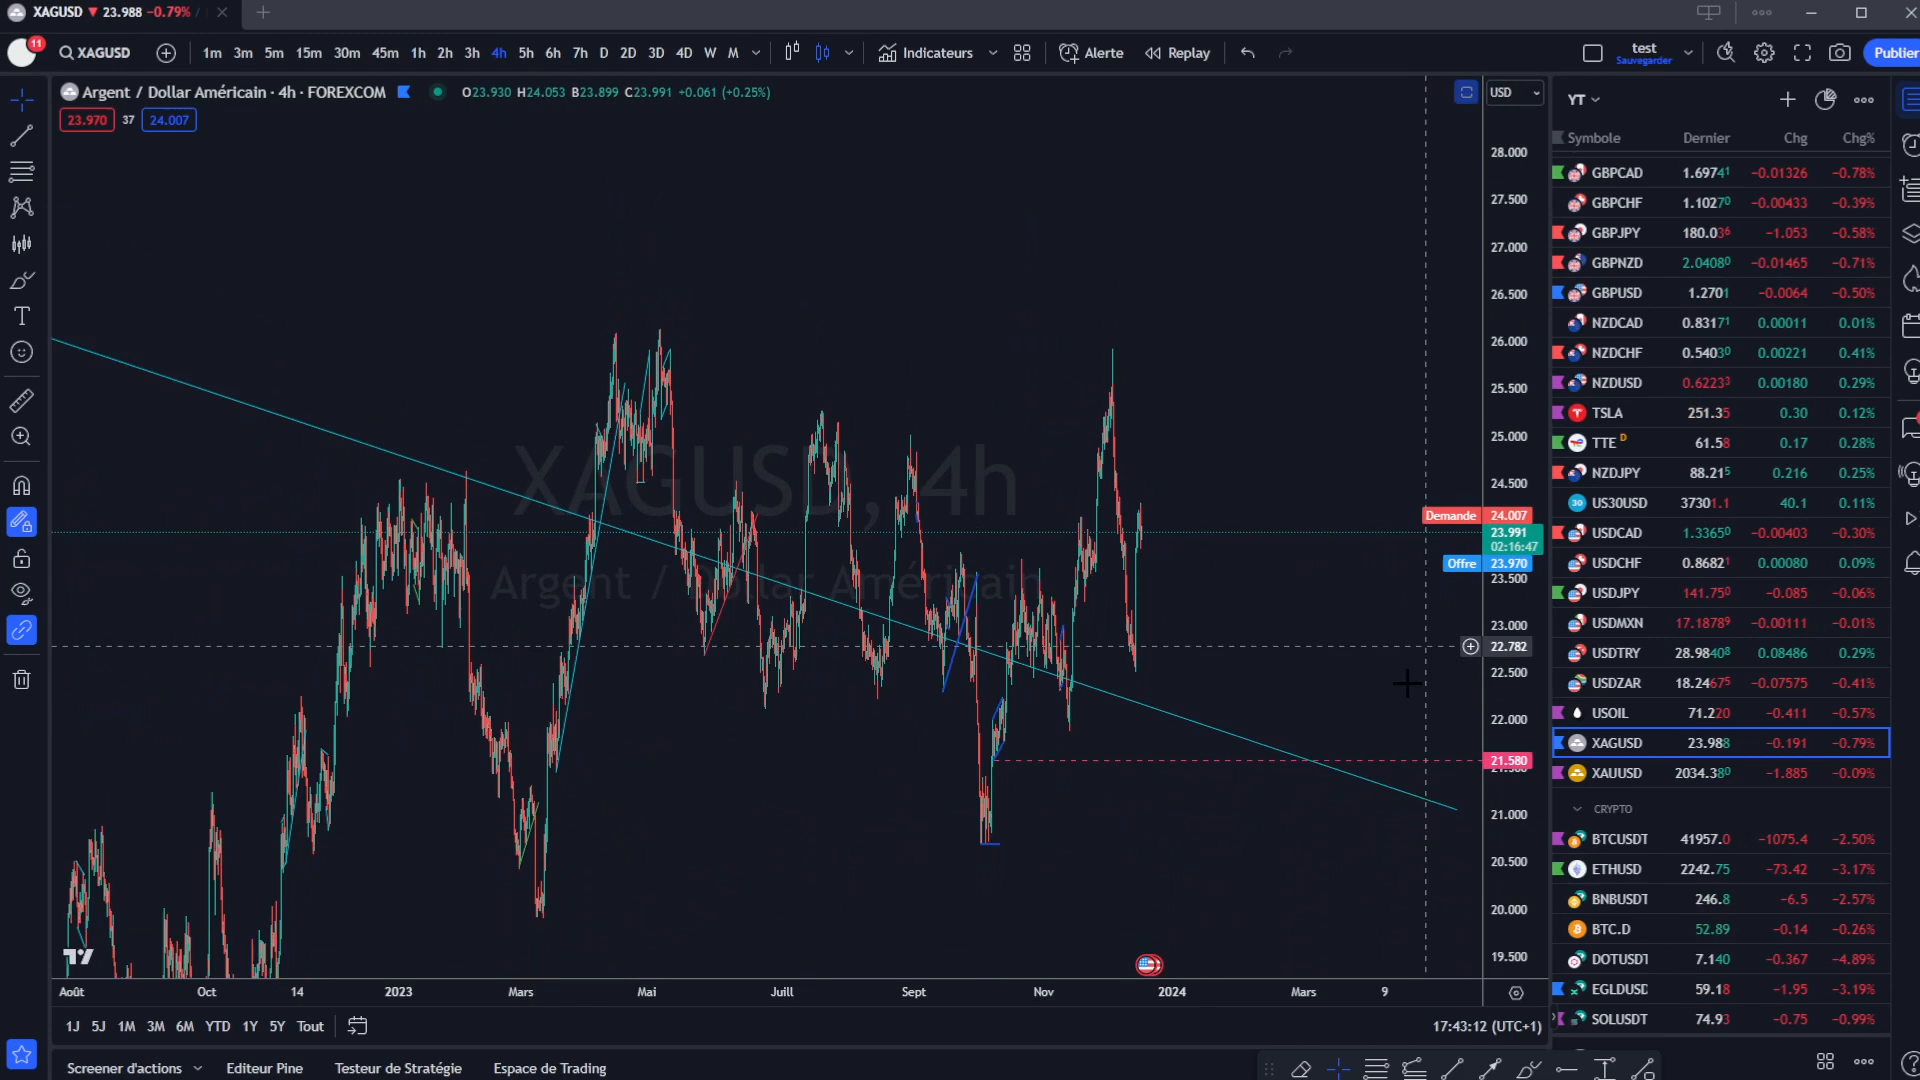 XAGUSD ▼ 23.988 −0.79% /
11 XAGUSD 1m 3m 5m 15m 30m 45m 1h 2h 3h 4h 5h 6h 7h D 2D 3D 4D W M Indicateurs Alerte Replay test Sauvegarder Publier
Argent / Dollar Américain · 4h · FOREXCOM O23.930 H24.053 B23.899 C23.991 +0.061 (+0.25%)
23.970 37 24.007
USD
28.000
27.500
27.000
26.500
26.000
25.500
25.000
24.500
Demande 24.007
23.991
02:16:47
Offre 23.970
23.500
23.000
22.782
22.500
22.000
21.580
21.000
20.500
20.000
19.500
XAGUSD, 4h
Argent / Dollar Américain
Août Oct 14 2023 Mars Mai Juill Sept Nov 2024 Mars 9
1J 5J 1M 3M 6M YTD 1Y 5Y Tout 17:43:12 (UTC+1)
Screener d'actions Editeur Pine Testeur de Stratégie Espace de Trading
YT
Symbole Dernier Chg Chg%
GBPCAD 1.69741 −0.01326 −0.78%
GBPCHF 1.10270 −0.00433 −0.39%
GBPJPY 180.036 −1.053 −0.58%
GBPNZD 2.04080 −0.01465 −0.71%
GBPUSD 1.2701 −0.0064 −0.50%
NZDCAD 0.83171 0.00011 0.01%
NZDCHF 0.54030 0.00221 0.41%
NZDUSD 0.62233 0.00180 0.29%
TSLA 251.35 0.30 0.12%
TTE D 61.58 0.17 0.28%
NZDJPY 88.215 0.216 0.25%
US30USD 37301.1 40.1 0.11%
USDCAD 1.33650 −0.00403 −0.30%
USDCHF 0.86821 0.00080 0.09%
USDJPY 141.750 −0.085 −0.06%
USDMXN 17.18789 −0.00111 −0.01%
USDTRY 28.98408 0.08486 0.29%
USDZAR 18.24675 −0.07575 −0.41%
USOIL 71.220 −0.411 −0.57%
XAGUSD 23.988 −0.191 −0.79%
XAUUSD 2034.380 −1.885 −0.09%
CRYPTO
BTCUSDT 41957.0 −1075.4 −2.50%
ETHUSD 2242.75 −73.42 −3.17%
BNBUSDT 246.8 −6.5 −2.57%
BTC.D 52.89 −0.14 −0.26%
DOTUSDT 7.140 −0.367 −4.89%
EGLDUSD 59.18 −1.95 −3.19%
SOLUSDT 74.93 −0.75 −0.99%